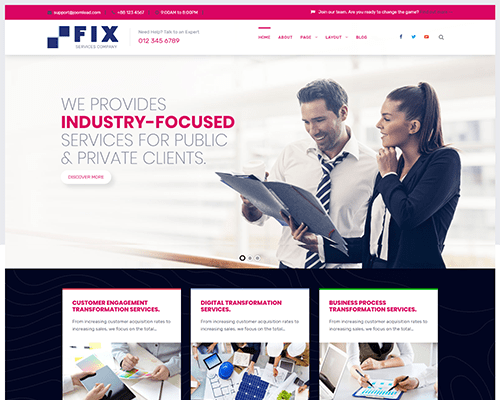 support@joomlead.com +88 123 4567 9:00AM to 8:00PM Join our team. Are you ready to change the game?
FIX
SERVICES COMPANY
Need Help? Talk to an Expert
012 345 6789
HOME ABOUT PAGE LAYOUT BLOG
WE PROVIDES
INDUSTRY-FOCUSED
SERVICES FOR PUBLIC
& PRIVATE CLIENTS.
DISCOVER MORE
CUSTOMER ENGAGEMENT
TRANSFORMATION SERVICES.
From increasing customer acquisition rates to
increasing sales, we focus on the total...
DIGITAL TRANSFORMATION
SERVICES.
From increasing customer acquisition rates to
increasing sales, we focus on the total...
BUSINESS PROCESS
TRANSFORMATION SERVICES.
From increasing customer acquisition rates to
increasing sales, we focus on the total...